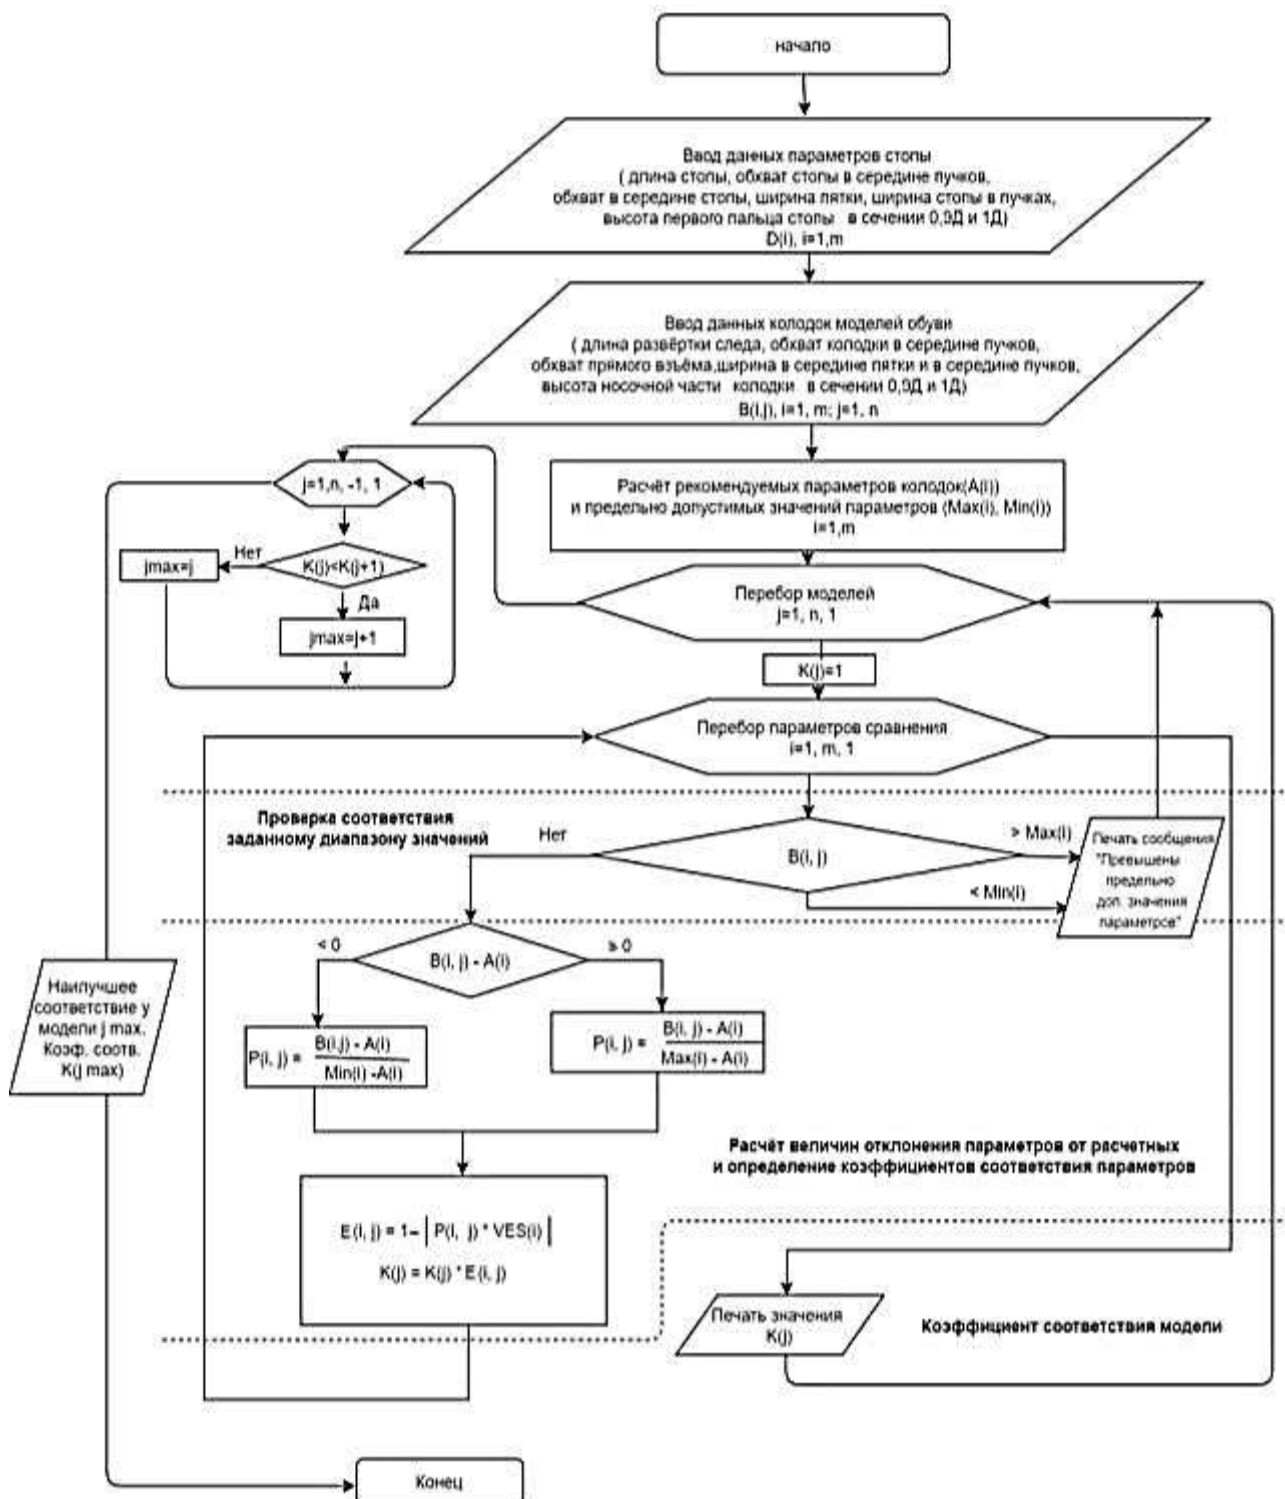 начало
Ввод данных параметров стопы
( длина стопы, обхват стопы в середине пучков,
обхват в середине стопы, ширина пятки, ширина стопы в пучках,
высота первого пальца стопы в сечении 0,9Д и 1Д)
D(i), i=1,m
Ввод данных колодок моделей обуви
( длина развёртки следа, обхват колодки в середине пучков,
обхват прямого взъёма,ширина в середине пятки и в середине пучков,
высота носочной части колодки в сечении 0,9Д и 1Д)
B(i,j), i=1, m; j=1, n
Расчёт рекомендуемых параметров колодок(A(i))
и предельно допустимых значений параметров (Max(i), Min(i))
i=1,m
Перебор моделей
j=1, n, 1
K(j)=1
Перебор параметров сравнения
i=1, m, 1
j=1,n, -1, 1
K(j)<K(j+1)
Нет
jmax=j
Да
jmax=j+1
Проверка соответствия
заданному диапазону значений
Нет
B(i, j)
> Max(i)
< Min(i)
Печать сообщения
"Превышены
предельно
доп. значения
параметров"
B(i, j) - A(i)
< 0
≥ 0
P(i, j) =
B(i,j) - A(i)
Min(i) -A(i)
P(i, j) =
B(i, j) - A(i)
Max(i) - A(i)
Расчёт величин отклонения параметров от расчетных
и определение коэффициентов соответствия параметров
E(i, j) = 1– | P(i, j) * VES(i) |
K(j) = K(j) * E(i, j)
Печать значения
K(j)
Коэффициент соответствия модели
Наилучшее
соответствие у
модели j max.
Коэф. соотв.
K(j max)
Конец